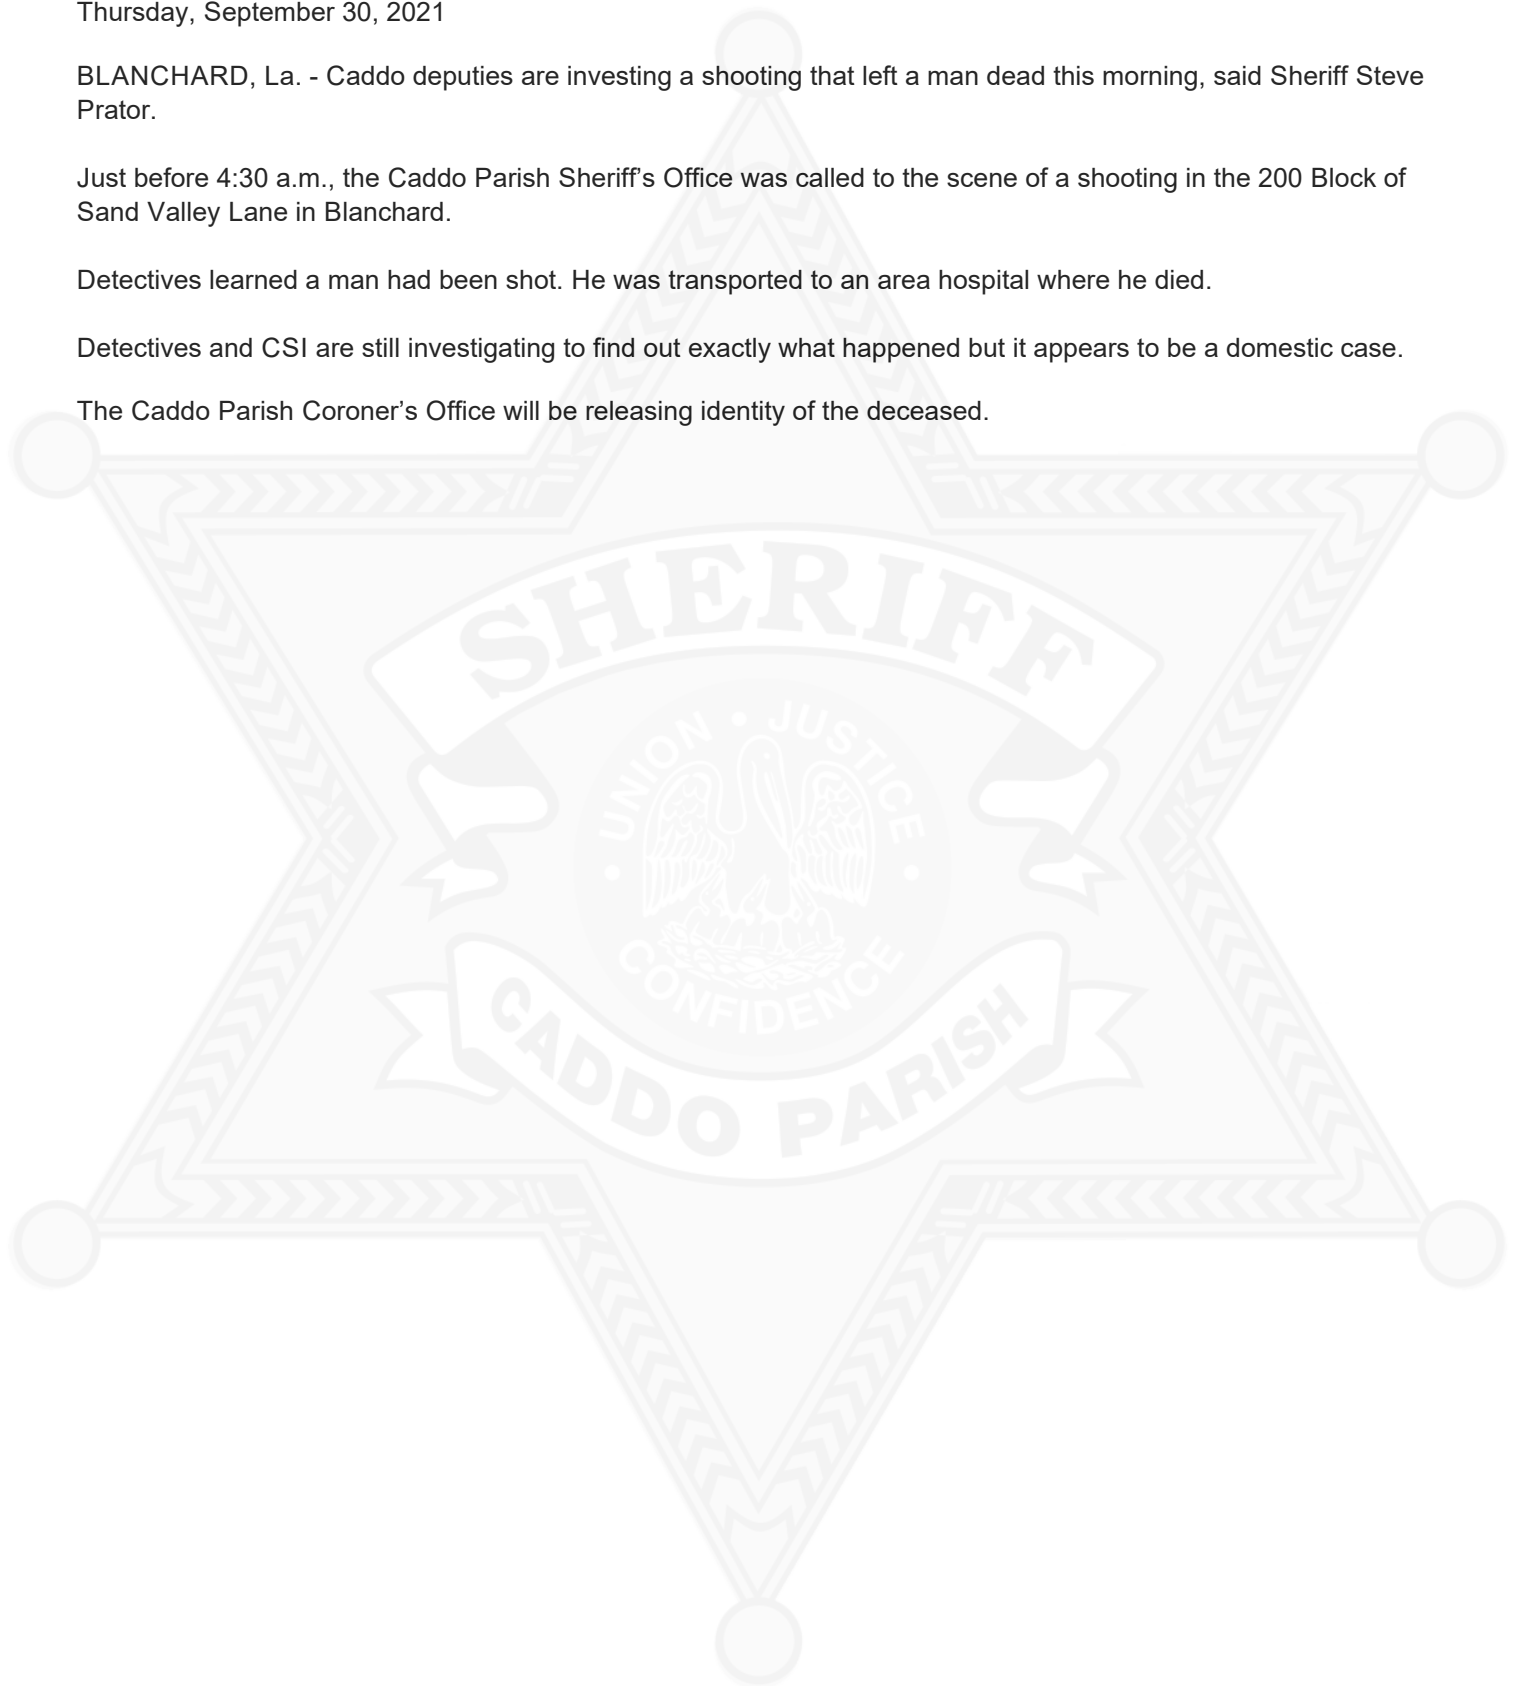 Thursday, September 30, 2021
BLANCHARD, La. - Caddo deputies are investing a shooting that left a man dead this morning, said Sheriff Steve
Prator.
Just before 4:30 a.m., the Caddo Parish Sheriff’s Office was called to the scene of a shooting in the 200 Block of
Sand Valley Lane in Blanchard.
Detectives learned a man had been shot. He was transported to an area hospital where he died.
Detectives and CSI are still investigating to find out exactly what happened but it appears to be a domestic case.
The Caddo Parish Coroner’s Office will be releasing identity of the deceased.
SHERIFF
UNION • JUSTICE
• CONFIDENCE •
CADDO PARISH